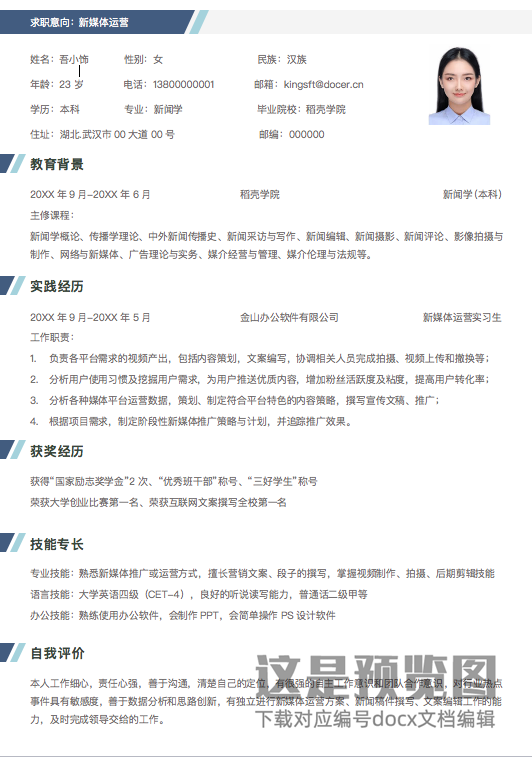 求职意向：新媒体运营
姓名：吾小饰 性别：女 民族：汉族
年龄：23 岁 电话：13800000001 邮箱：kingsft@docer.cn
学历：本科 专业：新闻学 毕业院校：稻壳学院
住址：湖北.武汉市 00 大道 00 号 邮编：000000
教育背景
20XX 年 9 月-20XX 年 6 月 稻壳学院 新闻学(本科)
主修课程：
新闻学概论、传播学理论、中外新闻传播史、新闻采访与写作、新闻编辑、新闻摄影、新闻评论、影像拍摄与
制作、网络与新媒体、广告理论与实务、媒介经营与管理、媒介伦理与法规等。
实践经历
20XX 年 9 月-20XX 年 5 月 金山办公软件有限公司 新媒体运营实习生
工作职责：
1. 负责各平台需求的视频产出，包括内容策划，文案编写，协调相关人员完成拍摄、视频上传和撤换等；
2. 分析用户使用习惯及挖掘用户需求，为用户推送优质内容，增加粉丝活跃度及粘度，提高用户转化率；
3. 分析各种媒体平台运营数据，策划、制定符合平台特色的内容策略，撰写宣传文稿、推广；
4. 根据项目需求，制定阶段性新媒体推广策略与计划，并追踪推广效果。
获奖经历
获得“国家励志奖学金”2 次、“优秀班干部”称号、“三好学生”称号
荣获大学创业比赛第一名、荣获互联网文案撰写全校第一名
技能专长
专业技能：熟悉新媒体推广或运营方式，擅长营销文案、段子的撰写，掌握视频制作、拍摄、后期剪辑技能
语言技能：大学英语四级（CET-4），良好的听说读写能力，普通话二级甲等
办公技能：熟练使用办公软件，会制作 PPT，会简单操作 PS 设计软件
自我评价
本人工作细心，责任心强，善于沟通，清楚自己的定位，有很强的自主工作意识和团队合作意识，对行业热点
事件具有敏感度，善于数据分析和思路创新，有独立进行新媒体运营方案、新闻稿件撰写、文案编辑工作的能
力，及时完成领导交给的工作。
这是预览图
下载对应编号docx文档编辑